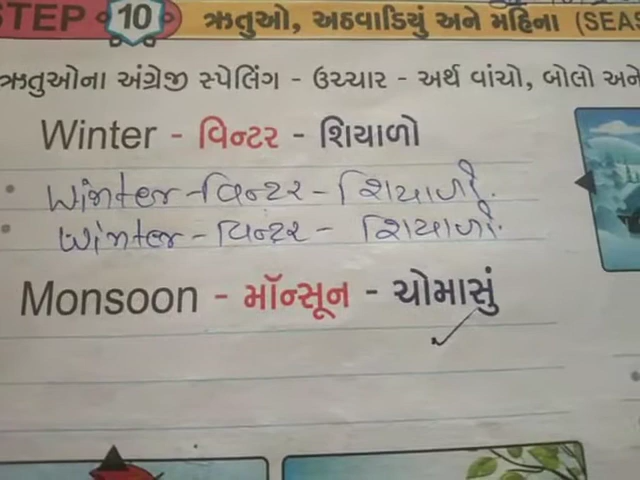 STEP 10 ઋતુઓ, અઠવાડિયું અને મહિના (SEAS
ઋતુઓના અંગ્રેજી સ્પેલિંગ - ઉચ્ચાર - અર્થ વાંચો, બોલો અને
Winter - વિન્ટર - શિયાળો
Winter - વિન્ટર - શિયાળો.
Winter - વિન્ટર - શિયાળો.
Monsoon - મૉન્સૂન - ચોમાસું